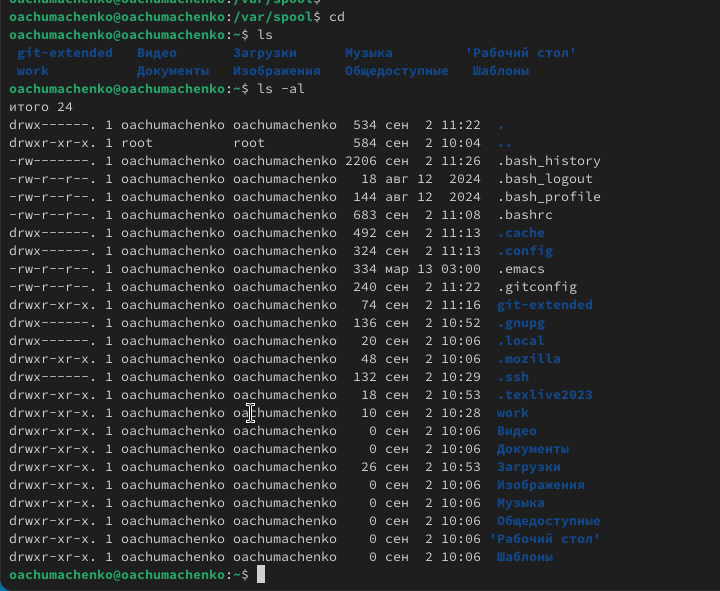 oachumachenko@oachumachenko:/var/spool$
oachumachenko@oachumachenko:/var/spool$ cd
oachumachenko@oachumachenko:~$ ls
git-extended Видео Загрузки Музыка 'Рабочий стол'
work Документы Изображения Общедоступные Шаблоны
oachumachenko@oachumachenko:~$ ls -al
итого 24
drwx------. 1 oachumachenko oachumachenko 534 сен 2 11:22 .
drwxr-xr-x. 1 root root 584 сен 2 10:04 ..
-rw-------. 1 oachumachenko oachumachenko 2206 сен 2 11:26 .bash_history
-rw-r--r--. 1 oachumachenko oachumachenko 18 авг 12 2024 .bash_logout
-rw-r--r--. 1 oachumachenko oachumachenko 144 авг 12 2024 .bash_profile
-rw-r--r--. 1 oachumachenko oachumachenko 683 сен 2 11:08 .bashrc
drwx------. 1 oachumachenko oachumachenko 492 сен 2 11:13 .cache
drwx------. 1 oachumachenko oachumachenko 324 сен 2 11:13 .config
-rw-r--r--. 1 oachumachenko oachumachenko 334 мар 13 03:00 .emacs
-rw-r--r--. 1 oachumachenko oachumachenko 240 сен 2 11:22 .gitconfig
drwxr-xr-x. 1 oachumachenko oachumachenko 74 сен 2 11:16 git-extended
drwx------. 1 oachumachenko oachumachenko 136 сен 2 10:52 .gnupg
drwx------. 1 oachumachenko oachumachenko 20 сен 2 10:06 .local
drwxr-xr-x. 1 oachumachenko oachumachenko 48 сен 2 10:06 .mozilla
drwx------. 1 oachumachenko oachumachenko 132 сен 2 10:29 .ssh
drwxr-xr-x. 1 oachumachenko oachumachenko 18 сен 2 10:53 .texlive2023
drwxr-xr-x. 1 oachumachenko oachumachenko 10 сен 2 10:28 work
drwxr-xr-x. 1 oachumachenko oachumachenko 0 сен 2 10:06 Видео
drwxr-xr-x. 1 oachumachenko oachumachenko 0 сен 2 10:06 Документы
drwxr-xr-x. 1 oachumachenko oachumachenko 26 сен 2 10:53 Загрузки
drwxr-xr-x. 1 oachumachenko oachumachenko 0 сен 2 10:06 Изображения
drwxr-xr-x. 1 oachumachenko oachumachenko 0 сен 2 10:06 Музыка
drwxr-xr-x. 1 oachumachenko oachumachenko 0 сен 2 10:06 Общедоступные
drwxr-xr-x. 1 oachumachenko oachumachenko 0 сен 2 10:06 'Рабочий стол'
drwxr-xr-x. 1 oachumachenko oachumachenko 0 сен 2 10:06 Шаблоны
oachumachenko@oachumachenko:~$